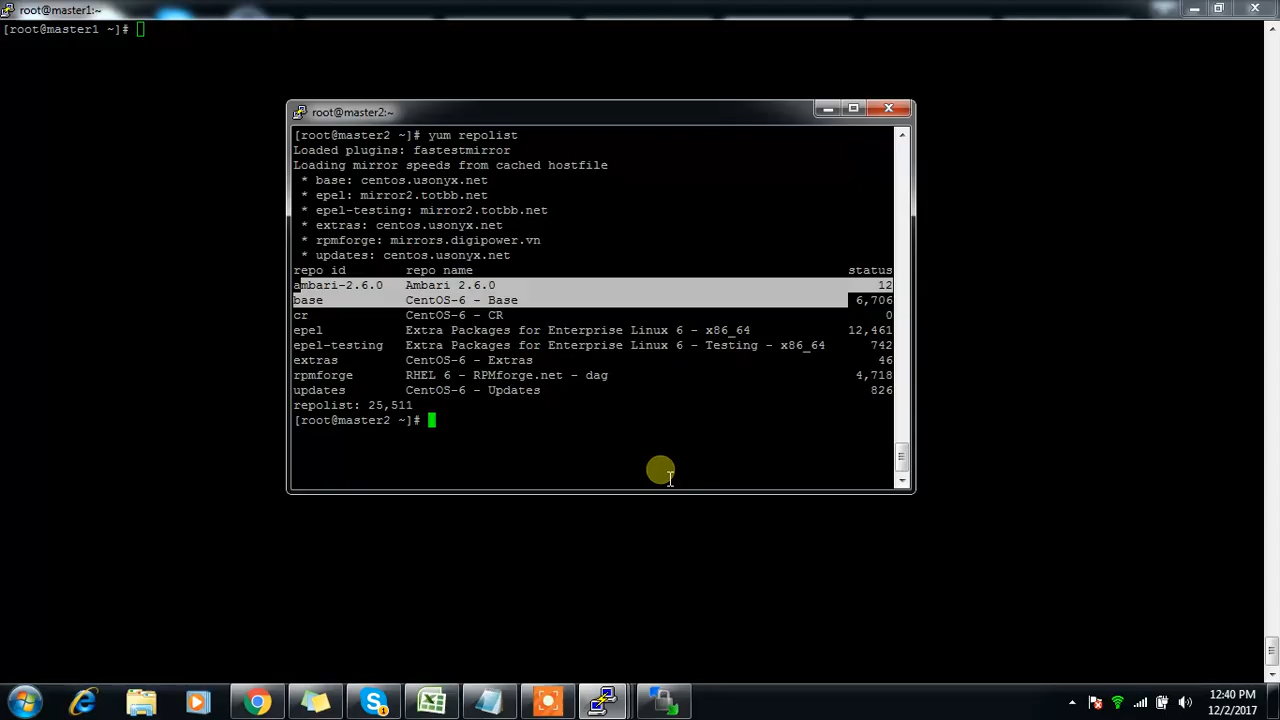 root@master1:~
[root@master1 ~]#
root@master2:~
[root@master2 ~]# yum repolist
Loaded plugins: fastestmirror
Loading mirror speeds from cached hostfile
* base: centos.usonyx.net
* epel: mirror2.totbb.net
* epel-testing: mirror2.totbb.net
* extras: centos.usonyx.net
* rpmforge: mirrors.digipower.vn
* updates: centos.usonyx.net
repo id repo name status
ambari-2.6.0 Ambari 2.6.0 12
base CentOS-6 - Base 6,706
cr CentOS-6 - CR 0
epel Extra Packages for Enterprise Linux 6 - x86_64 12,461
epel-testing Extra Packages for Enterprise Linux 6 - Testing - x86_64 742
extras CentOS-6 - Extras 46
rpmforge RHEL 6 - RPMforge.net - dag 4,718
updates CentOS-6 - Updates 826
repolist: 25,511
[root@master2 ~]#
12:40 PM
12/2/2017